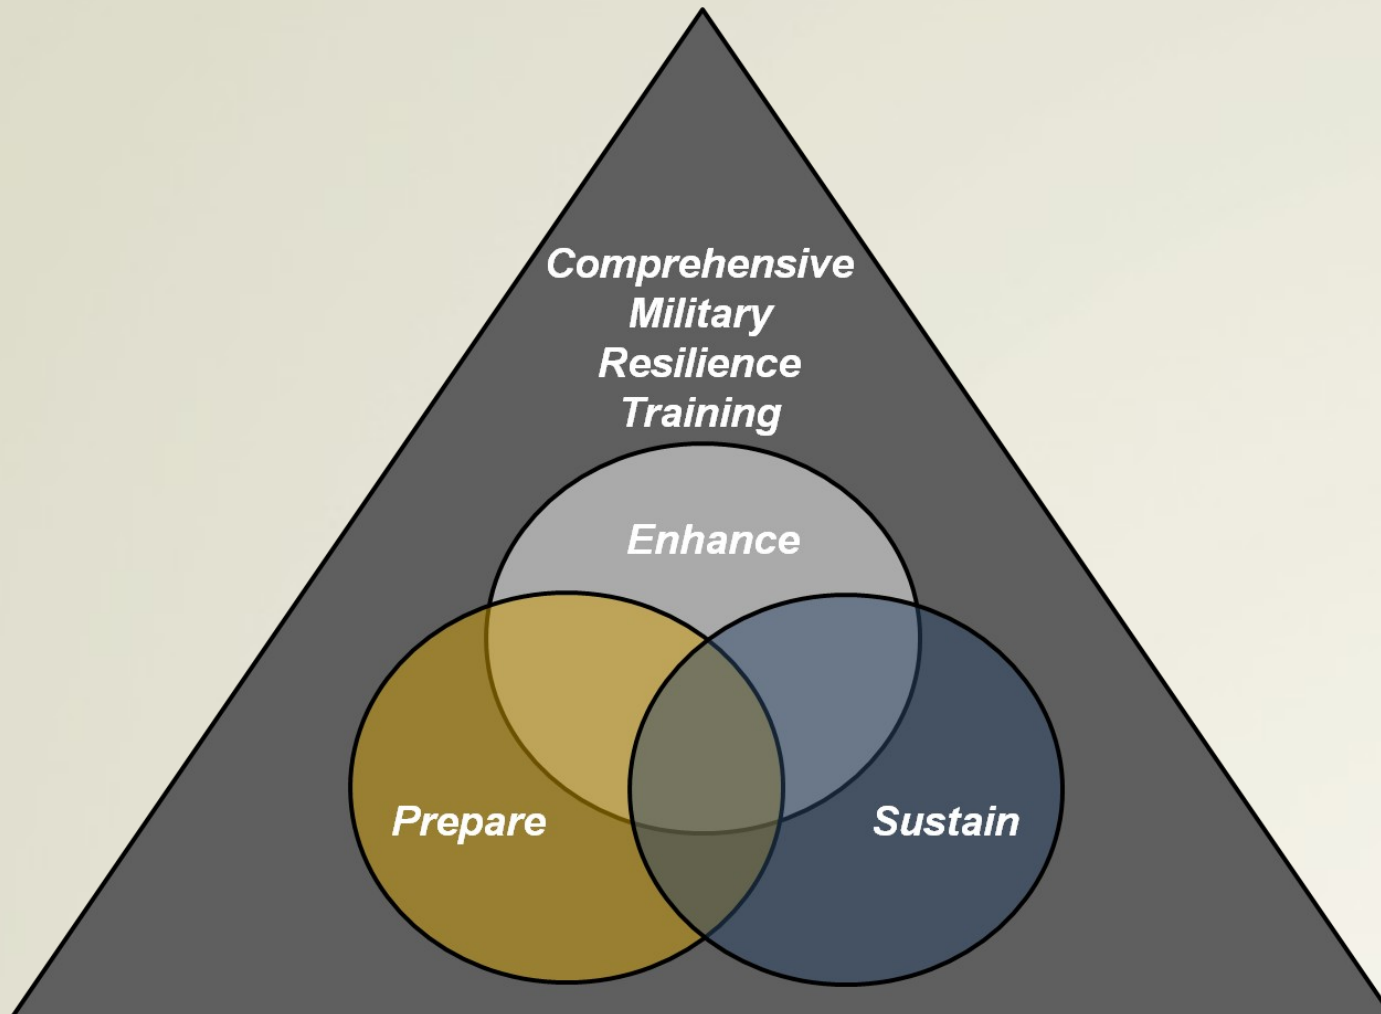 Comprehensive
Military
Resilience
Training
Enhance
Prepare
Sustain